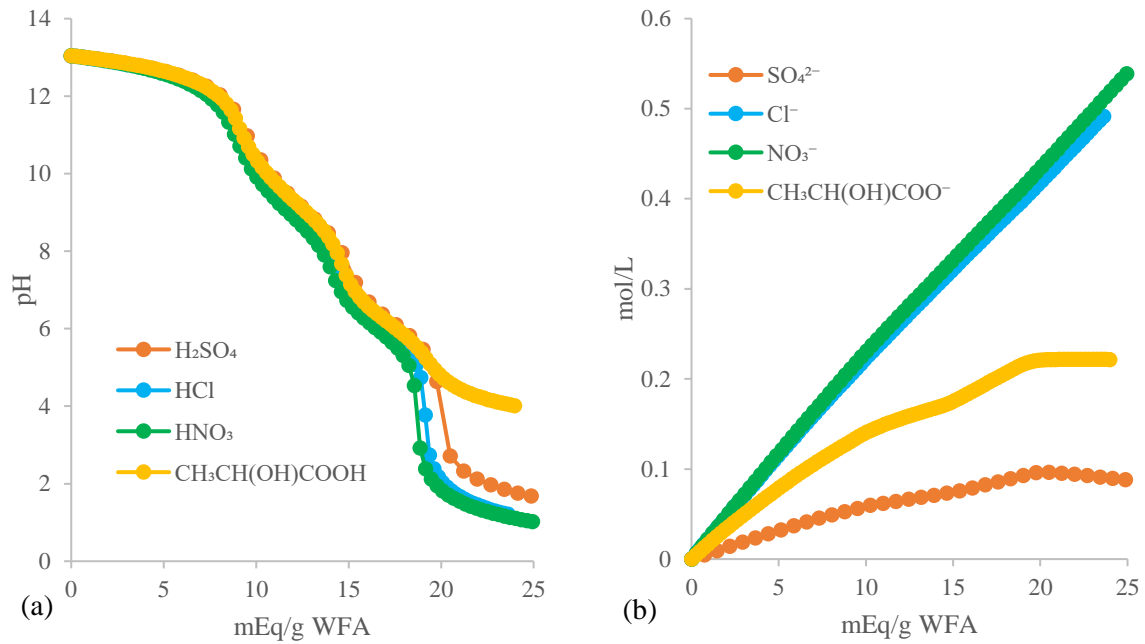 14
12
10
8
6
4
2
0
pH
H₂SO₄
HCl
HNO₃
CH₃CH(OH)COOH
0 5 10 15 20 25
mEq/g WFA
(a)
0.6
0.5
0.4
0.3
0.2
0.1
0
mol/L
SO₄²⁻
Cl⁻
NO₃⁻
CH₃CH(OH)COO⁻
0 5 10 15 20 25
mEq/g WFA
(b)